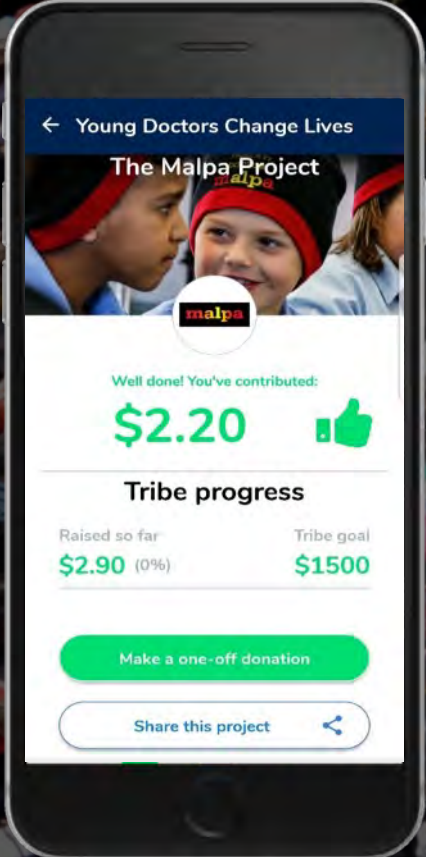 Young Doctors Change Lives
The Malpa Project
malpa
malpa
Well done! You've contributed:
$2.20
Tribe progress
Raised so far
Tribe goal
$2.90 (0%)
$1500
Make a one-off donation
Share this project